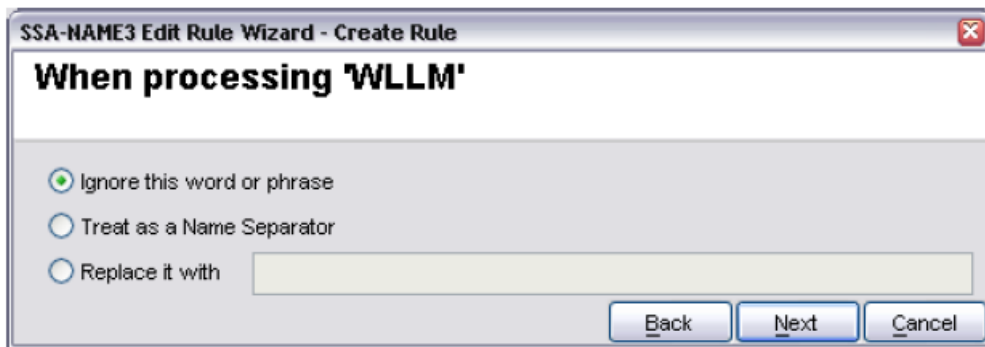 SSA-NAME3 Edit Rule Wizard - Create Rule
When processing 'WLLM'
Ignore this word or phrase
Treat as a Name Separator
Replace it with
Back Next Cancel